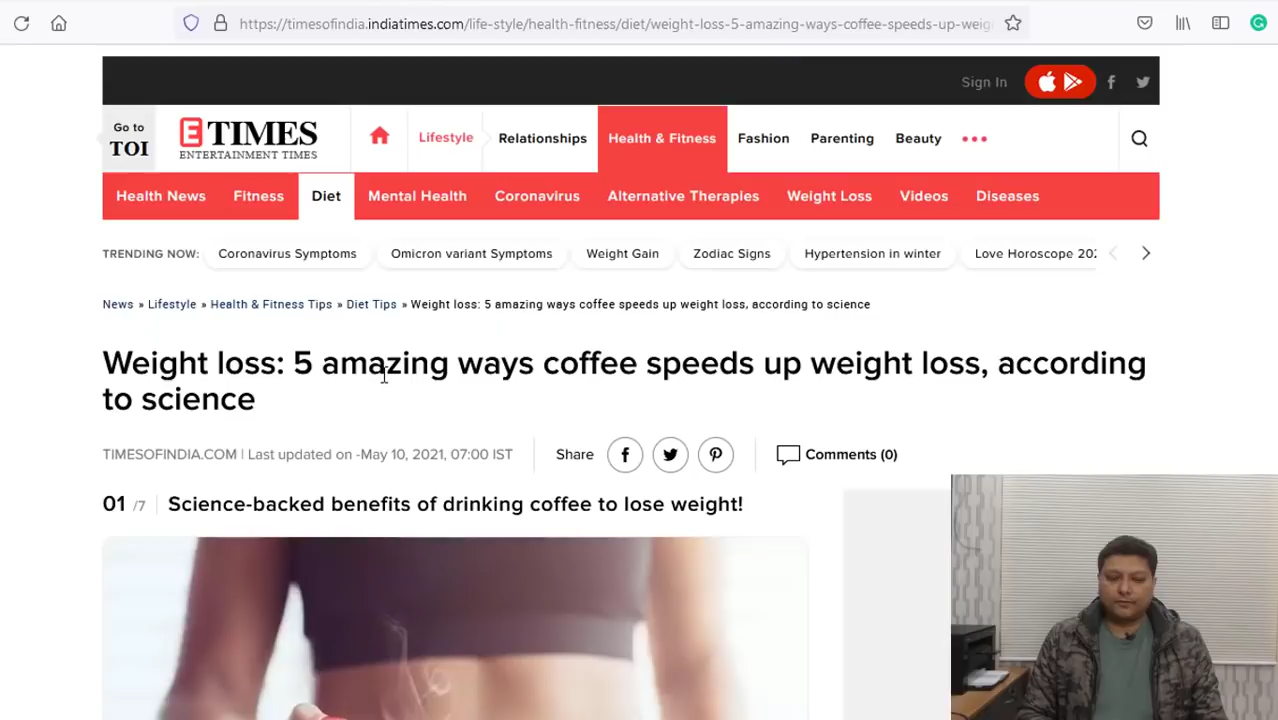 https://timesofindia.indiatimes.com/life-style/health-fitness/diet/weight-loss-5-amazing-ways-coffee-speeds-up-weig
Sign In
Go to
TOI
E TIMES
ENTERTAINMENT TIMES
Lifestyle Relationships Health & Fitness Fashion Parenting Beauty
Health News Fitness Diet Mental Health Coronavirus Alternative Therapies Weight Loss Videos Diseases
TRENDING NOW: Coronavirus Symptoms Omicron variant Symptoms Weight Gain Zodiac Signs Hypertension in winter Love Horoscope 202
News » Lifestyle » Health & Fitness Tips » Diet Tips » Weight loss: 5 amazing ways coffee speeds up weight loss, according to science
Weight loss: 5 amazing ways coffee speeds up weight loss, according
to science
TIMESOFINDIA.COM | Last updated on -May 10, 2021, 07:00 IST Share Comments (0)
01 /7 Science-backed benefits of drinking coffee to lose weight!